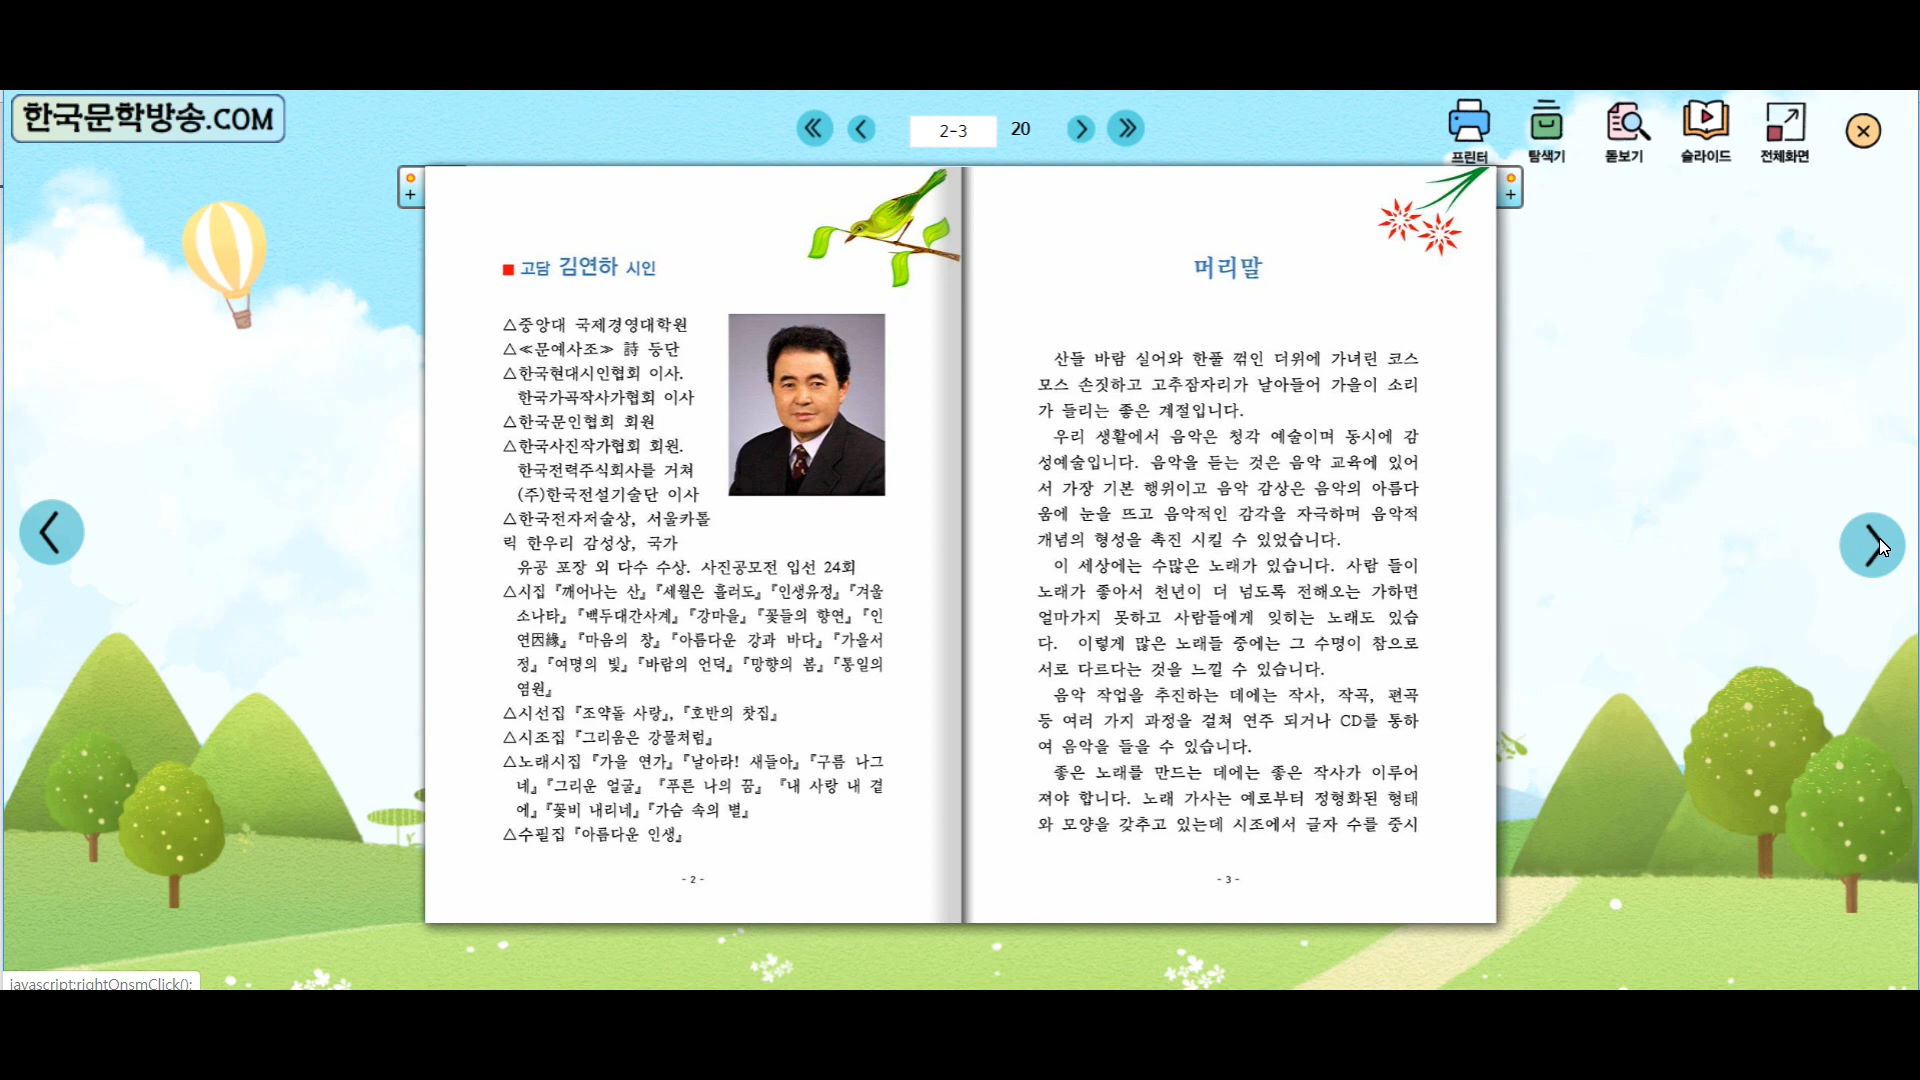 한국문학방송.COM
2-3
20
프린터
탐색기
돋보기
슬라이드
전체화면
■ 고담 김연하 시인
△중앙대 국제경영대학원
△≪문예사조≫ 詩 등단
△한국현대시인협회 이사.
한국가곡작사가협회 이사
△한국문인협회 회원
△한국사진작가협회 회원.
한국전력주식회사를 거쳐
(주)한국전설기술단 이사
△한국전자저술상, 서울카톨
릭 한우리 감성상, 국가
유공 포장 외 다수 수상. 사진공모전 입선 24회
△시집『깨어나는 산』『세월은 흘러도』『인생유정』『겨울
소나타』『백두대간사계』『강마을』『꽃들의 향연』『인
연因緣』『마음의 창』『아름다운 강과 바다』『가을서
정』『여명의 빛』『바람의 언덕』『망향의 봄』『통일의
염원』
△시선집『조약돌 사랑』,『호반의 찻집』
△시조집『그리움은 강물처럼』
△노래시집『가을 연가』『날아라! 새들아』『구름 나그
네』『그리운 얼굴』 『푸른 나의 꿈』 『내 사랑 내 곁
에』『꽃비 내리네』『가슴 속의 별』
△수필집『아름다운 인생』
- 2 -
머리말
산들 바람 실어와 한풀 꺾인 더위에 가녀린 코스
모스 손짓하고 고추잠자리가 날아들어 가을이 소리
가 들리는 좋은 계절입니다.
우리 생활에서 음악은 청각 예술이며 동시에 감
성예술입니다. 음악을 듣는 것은 음악 교육에 있어
서 가장 기본 행위이고 음악 감상은 음악의 아름다
움에 눈을 뜨고 음악적인 감각을 자극하며 음악적
개념의 형성을 촉진 시킬 수 있었습니다.
이 세상에는 수많은 노래가 있습니다. 사람 들이
노래가 좋아서 천년이 더 넘도록 전해오는 가하면
얼마가지 못하고 사람들에게 잊히는 노래도 있습
다. 이렇게 많은 노래들 중에는 그 수명이 참으로
서로 다르다는 것을 느낄 수 있습니다.
음악 작업을 추진하는 데에는 작사, 작곡, 편곡
등 여러 가지 과정을 걸쳐 연주 되거나 CD를 통하
여 음악을 들을 수 있습니다.
좋은 노래를 만드는 데에는 좋은 작사가 이루어
져야 합니다. 노래 가사는 예로부터 정형화된 형태
와 모양을 갖추고 있는데 시조에서 글자 수를 중시
- 3 -
javascript:rightOnsmClick();